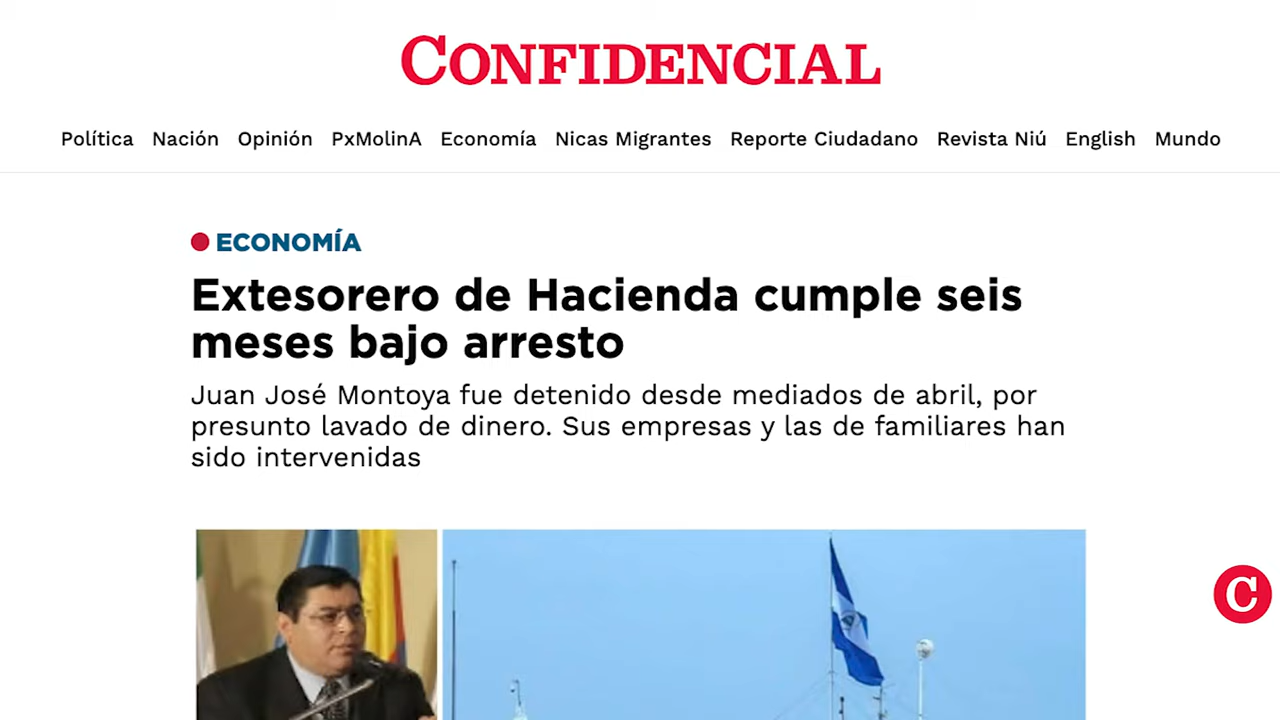 CONFIDENCIAL
Política Nación Opinión PxMolinA Economía Nicas Migrantes Reporte Ciudadano Revista Niú English Mundo
ECONOMÍA
Extesorero de Hacienda cumple seis
meses bajo arresto
Juan José Montoya fue detenido desde mediados de abril, por
presunto lavado de dinero. Sus empresas y las de familiares han
sido intervenidas
C